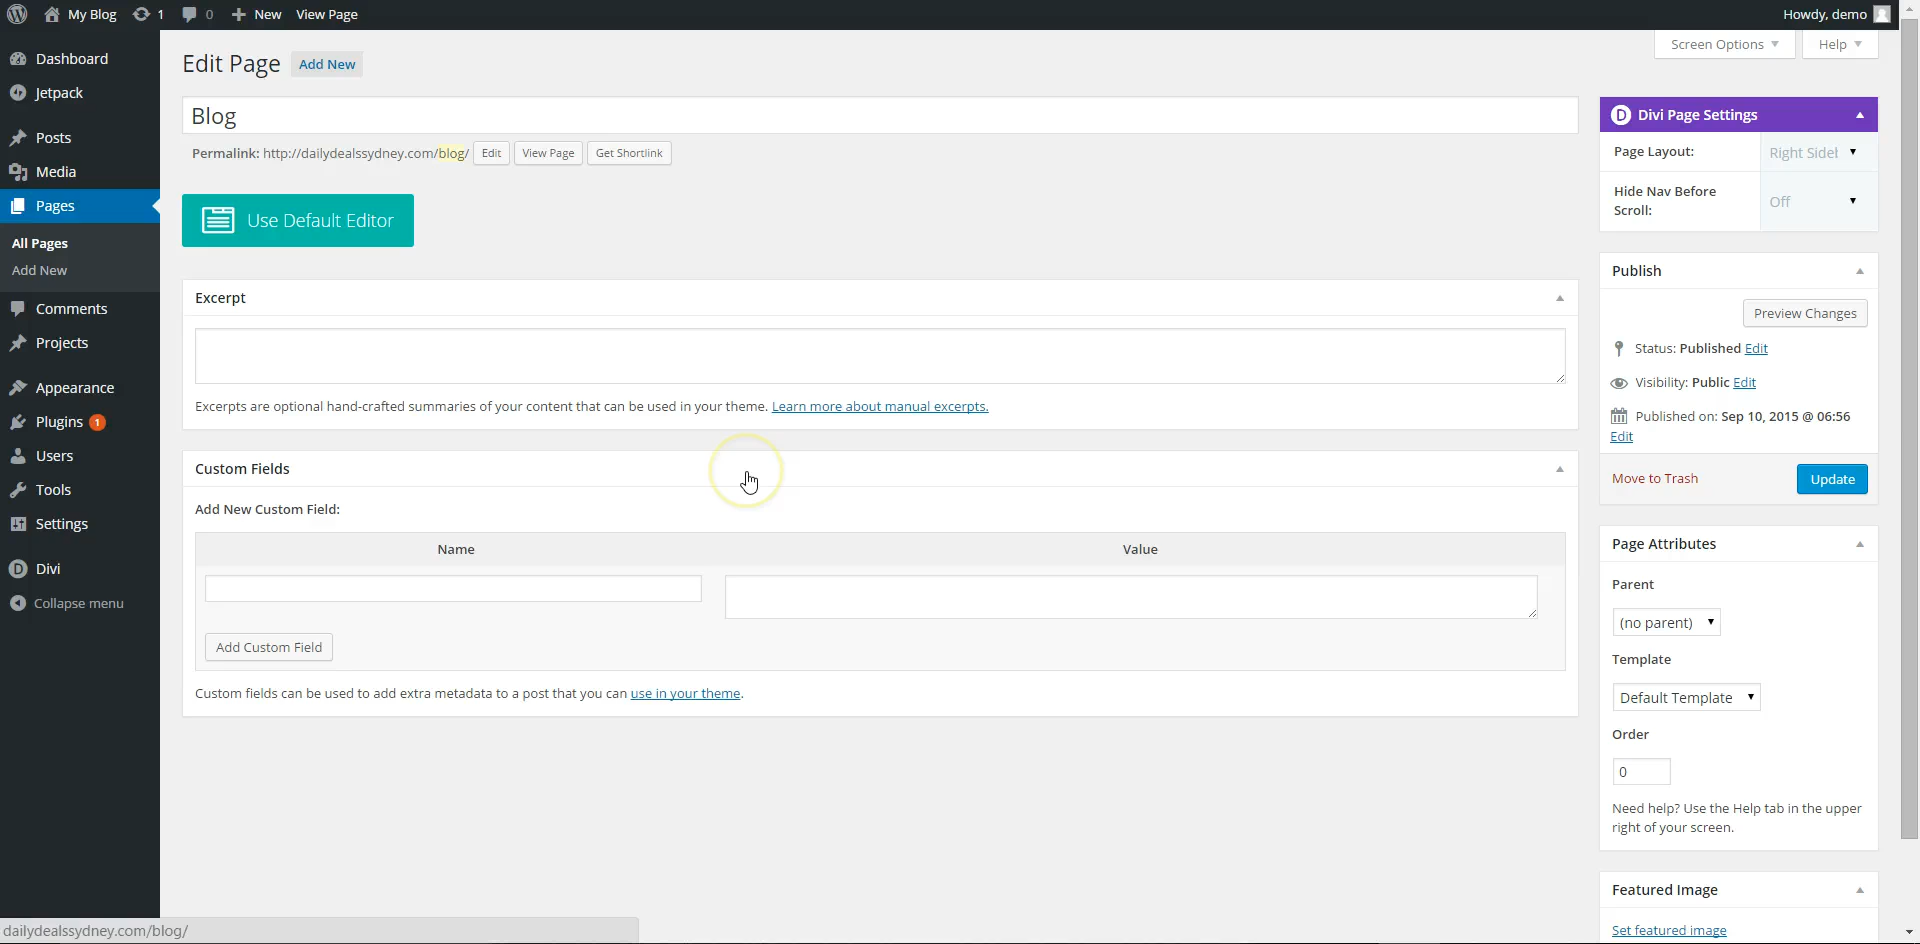 My Blog 1 0 New View Page Howdy, demo
Screen Options Help
Dashboard
Jetpack
Posts
Media
Pages
All Pages
Add New
Comments
Projects
Appearance
Plugins 1
Users
Tools
Settings
Divi
Collapse menu
Edit Page Add New
Blog
Permalink: http://dailydealssydney.com/blog/ Edit View Page Get Shortlink
Use Default Editor
Excerpt
Excerpts are optional hand-crafted summaries of your content that can be used in your theme. Learn more about manual excerpts.
Custom Fields
Add New Custom Field:
Name Value
Add Custom Field
Custom fields can be used to add extra metadata to a post that you can use in your theme.
Divi Page Settings
Page Layout: Right Sidel
Hide Nav Before
Scroll: Off
Publish
Preview Changes
Status: Published Edit
Visibility: Public Edit
Published on: Sep 10, 2015 @ 06:56
Edit
Move to Trash Update
Page Attributes
Parent
(no parent)
Template
Default Template
Order
0
Need help? Use the Help tab in the upper
right of your screen.
Featured Image
Set featured image
dailydealssydney.com/blog/